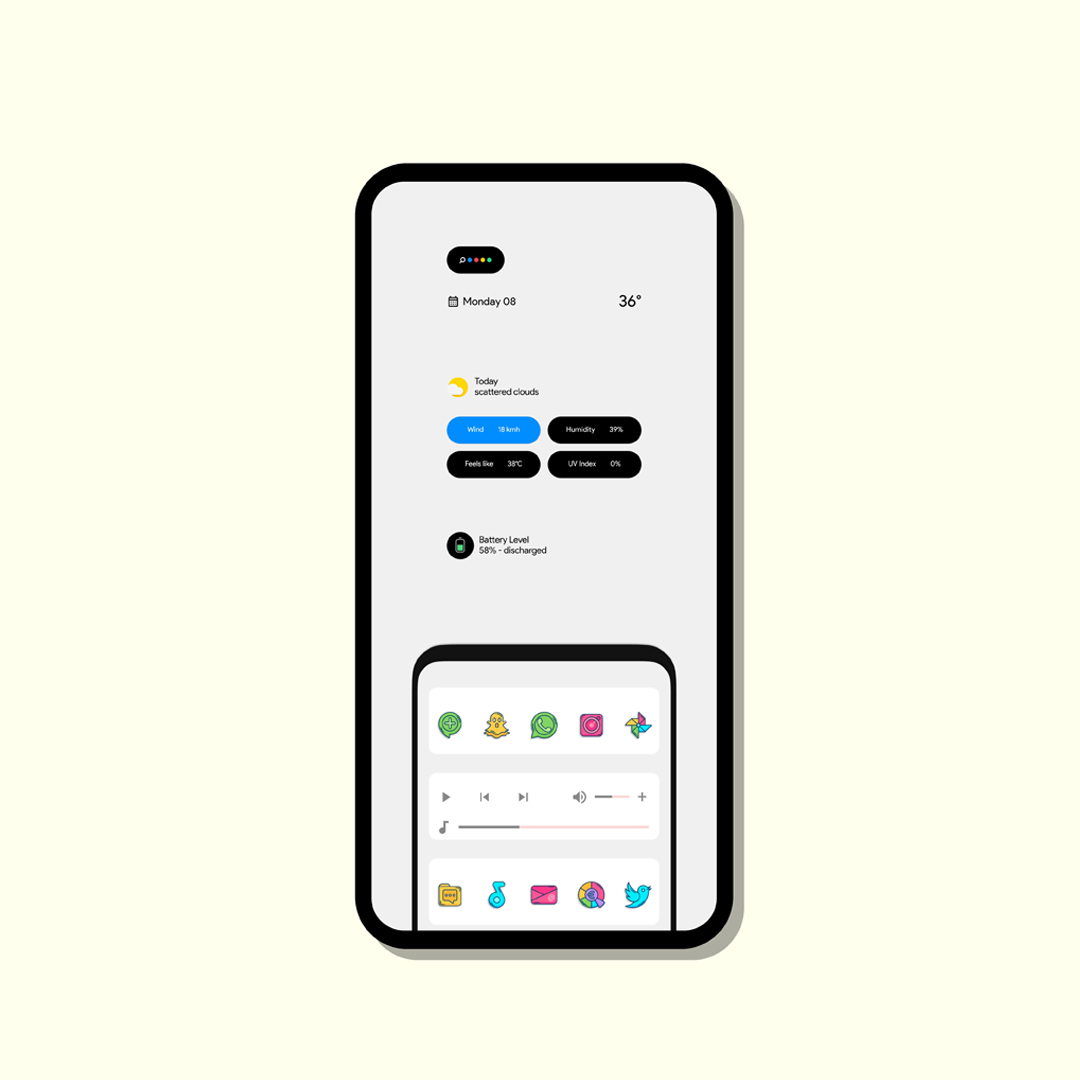 Monday 08 36°
Today
scattered clouds
Wind 18 kmh Humidity 39%
Feels like 38°C UV Index 0%
Battery Level
58% - discharged